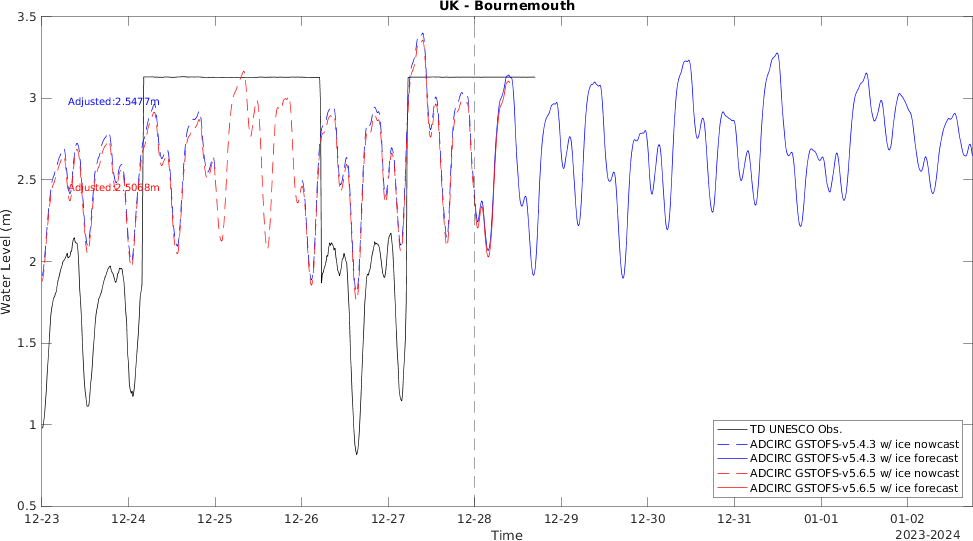 UK - Bournemouth
3.5
3
2.5
2
1.5
1
0.5
Water Level (m)
Adjusted:2.5477m
Adjusted:2.5068m
TD UNESCO Obs.
ADCIRC GSTOFS-v5.4.3 w/ ice nowcast
ADCIRC GSTOFS-v5.4.3 w/ ice forecast
ADCIRC GSTOFS-v5.6.5 w/ ice nowcast
ADCIRC GSTOFS-v5.6.5 w/ ice forecast
12-23 12-24 12-25 12-26 12-27 12-28 12-29 12-30 12-31 01-01 01-02
Time
2023-2024